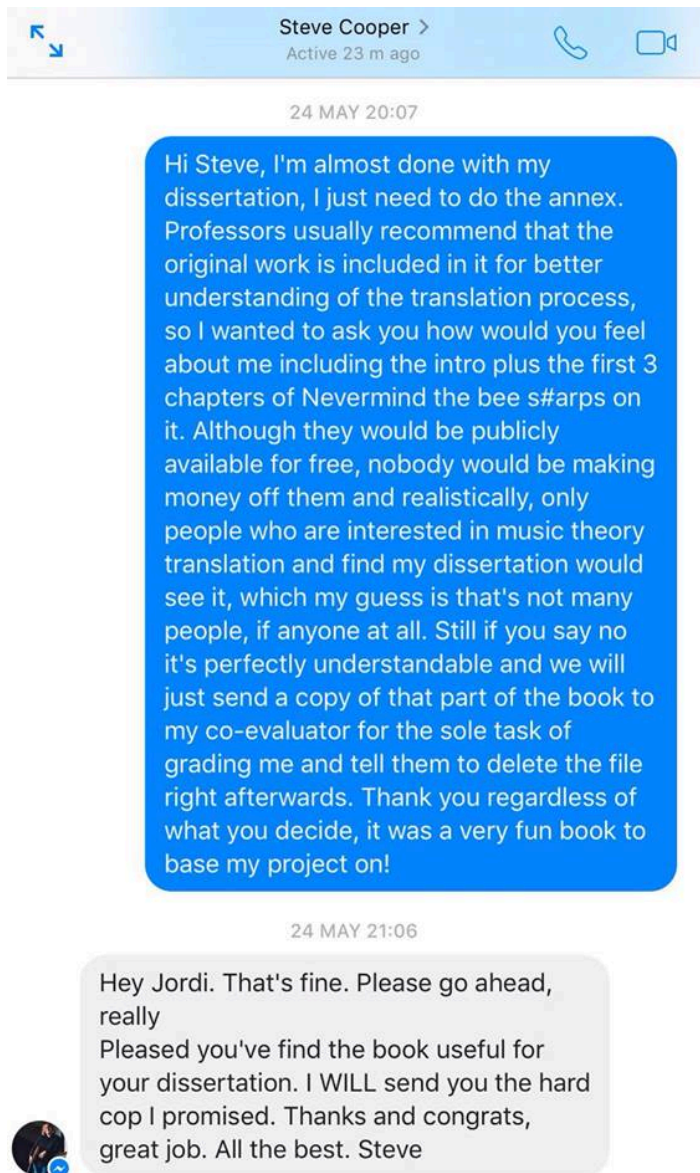 Steve Cooper >
Active 23 m ago
24 MAY 20:07
Hi Steve, I'm almost done with my
dissertation, I just need to do the annex.
Professors usually recommend that the
original work is included in it for better
understanding of the translation process,
so I wanted to ask you how would you feel
about me including the intro plus the first 3
chapters of Nevermind the bee s#arps on
it. Although they would be publicly
available for free, nobody would be making
money off them and realistically, only
people who are interested in music theory
translation and find my dissertation would
see it, which my guess is that's not many
people, if anyone at all. Still if you say no
it's perfectly understandable and we will
just send a copy of that part of the book to
my co-evaluator for the sole task of
grading me and tell them to delete the file
right afterwards. Thank you regardless of
what you decide, it was a very fun book to
base my project on!
24 MAY 21:06
Hey Jordi. That's fine. Please go ahead,
really
Pleased you've find the book useful for
your dissertation. I WILL send you the hard
cop I promised. Thanks and congrats,
great job. All the best. Steve